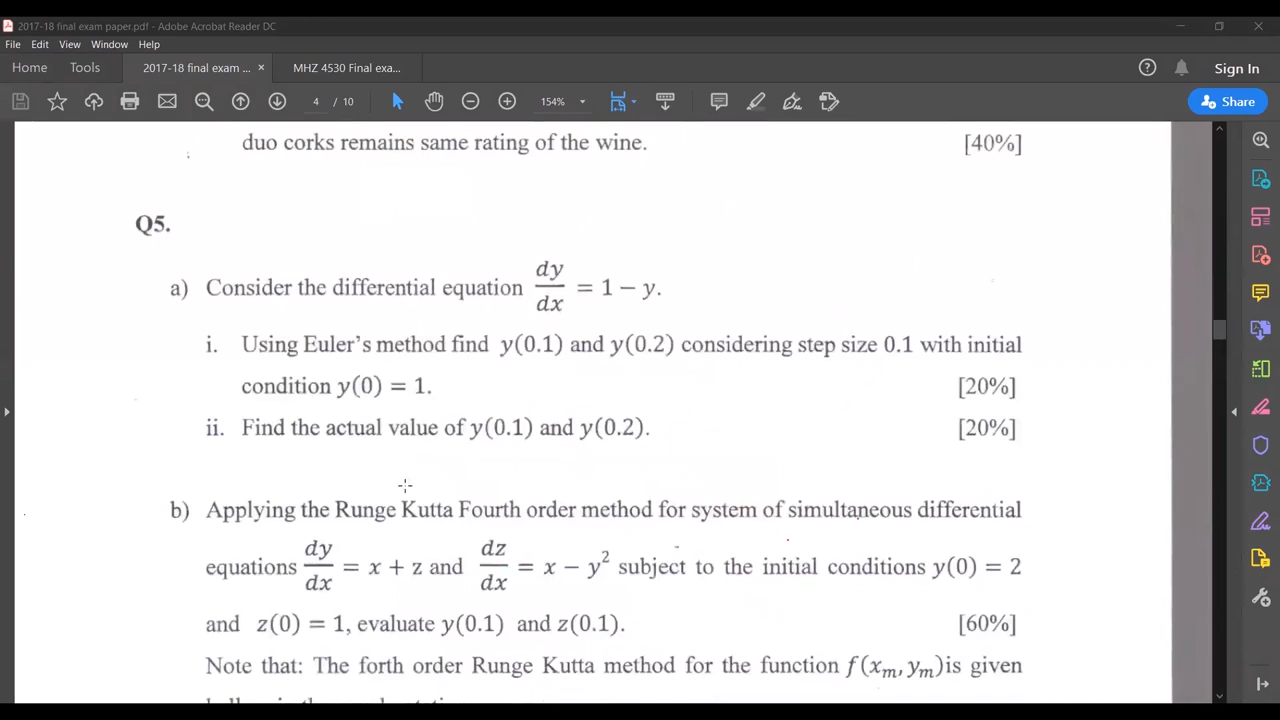 2017-18 final exam paper.pdf - Adobe Acrobat Reader DC
File Edit View Window Help
Home Tools 2017-18 final exam ... × MHZ 4530 Final exa...
Sign In
4 / 10 154% Share
duo corks remains same rating of the wine. [40%]
Q5.
a) Consider the differential equation dy/dx = 1 − y.
i. Using Euler's method find y(0.1) and y(0.2) considering step size 0.1 with initial
condition y(0) = 1. [20%]
ii. Find the actual value of y(0.1) and y(0.2). [20%]
b) Applying the Runge Kutta Fourth order method for system of simultaneous differential
equations dy/dx = x + z and dz/dx = x − y² subject to the initial conditions y(0) = 2
and z(0) = 1, evaluate y(0.1) and z(0.1). [60%]
Note that: The forth order Runge Kutta method for the function f(xₘ, yₘ)is given